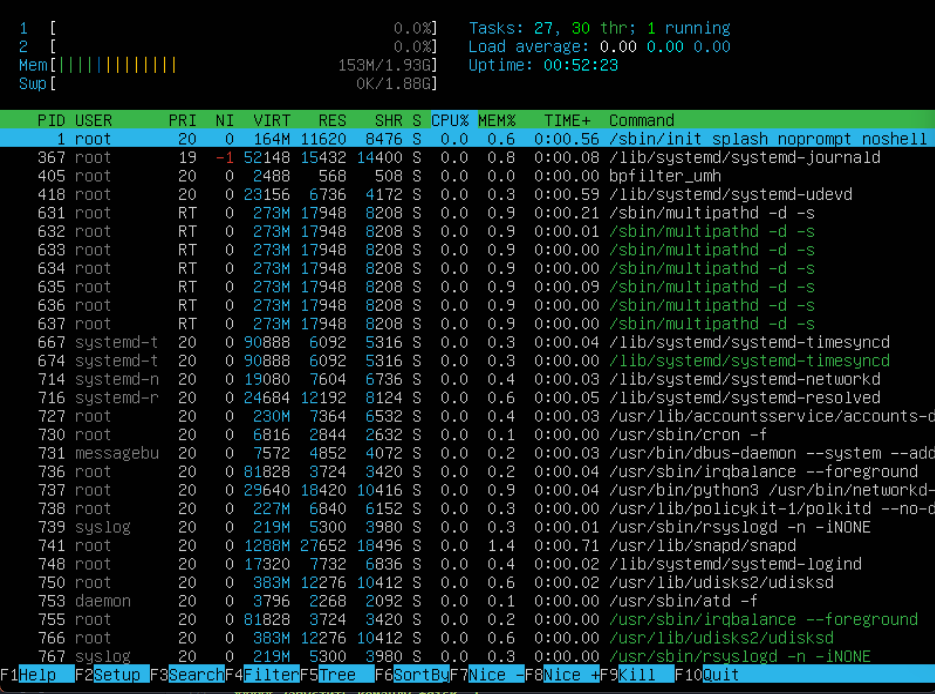 1 [ 0.0%] Tasks: 27, 30 thr; 1 running
2 [ 0.0%] Load average: 0.00 0.00 0.00
Mem[||||||||||||| 153M/1.93G] Uptime: 00:52:23
Swp[ 0K/1.88G]
PID USER PRI NI VIRT RES SHR S CPU% MEM% TIME+ Command
1 root 20 0 164M 11620 8476 S 0.0 0.6 0:00.56 /sbin/init splash noprompt noshell
367 root 19 -1 52148 15432 14400 S 0.0 0.8 0:00.08 /lib/systemd/systemd-journald
405 root 20 0 2488 568 508 S 0.0 0.0 0:00.00 bpfilter_umh
418 root 20 0 23156 6736 4172 S 0.0 0.3 0:00.59 /lib/systemd/systemd-udevd
631 root RT 0 273M 17948 8208 S 0.0 0.9 0:00.21 /sbin/multipathd -d -s
632 root RT 0 273M 17948 8208 S 0.0 0.9 0:00.01 /sbin/multipathd -d -s
633 root RT 0 273M 17948 8208 S 0.0 0.9 0:00.00 /sbin/multipathd -d -s
634 root RT 0 273M 17948 8208 S 0.0 0.9 0:00.00 /sbin/multipathd -d -s
635 root RT 0 273M 17948 8208 S 0.0 0.9 0:00.09 /sbin/multipathd -d -s
636 root RT 0 273M 17948 8208 S 0.0 0.9 0:00.00 /sbin/multipathd -d -s
637 root RT 0 273M 17948 8208 S 0.0 0.9 0:00.00 /sbin/multipathd -d -s
667 systemd-t 20 0 90888 6092 5316 S 0.0 0.3 0:00.04 /lib/systemd/systemd-timesyncd
674 systemd-t 20 0 90888 6092 5316 S 0.0 0.3 0:00.00 /lib/systemd/systemd-timesyncd
714 systemd-n 20 0 19080 7604 6736 S 0.0 0.4 0:00.03 /lib/systemd/systemd-networkd
716 systemd-r 20 0 24684 12192 8124 S 0.0 0.6 0:00.05 /lib/systemd/systemd-resolved
727 root 20 0 230M 7364 6532 S 0.0 0.4 0:00.03 /usr/lib/accountsservice/accounts-d
730 root 20 0 6816 2844 2632 S 0.0 0.1 0:00.00 /usr/sbin/cron -f
731 messagebu 20 0 7572 4852 4072 S 0.0 0.2 0:00.03 /usr/bin/dbus-daemon --system --add
736 root 20 0 81828 3724 3420 S 0.0 0.2 0:00.04 /usr/sbin/irqbalance --foreground
737 root 20 0 29640 18420 10416 S 0.0 0.9 0:00.04 /usr/bin/python3 /usr/bin/networkd-
738 root 20 0 227M 6840 6152 S 0.0 0.3 0:00.00 /usr/lib/policykit-1/polkitd --no-d
739 syslog 20 0 219M 5300 3980 S 0.0 0.3 0:00.01 /usr/sbin/rsyslogd -n -iNONE
741 root 20 0 1288M 27652 18496 S 0.0 1.4 0:00.71 /usr/lib/snapd/snapd
748 root 20 0 17320 7732 6836 S 0.0 0.4 0:00.02 /lib/systemd/systemd-logind
750 root 20 0 383M 12276 10412 S 0.0 0.6 0:00.02 /usr/lib/udisks2/udisksd
753 daemon 20 0 3796 2268 2092 S 0.0 0.1 0:00.00 /usr/sbin/atd -f
755 root 20 0 81828 3724 3420 S 0.0 0.2 0:00.00 /usr/sbin/irqbalance --foreground
766 root 20 0 383M 12276 10412 S 0.0 0.6 0:00.00 /usr/lib/udisks2/udisksd
767 syslog 20 0 219M 5300 3980 S 0.0 0.3 0:00.00 /usr/sbin/rsyslogd -n -iNONE
F1Help F2Setup F3SearchF4FilterF5Tree F6SortByF7Nice -F8Nice +F9Kill F10Quit